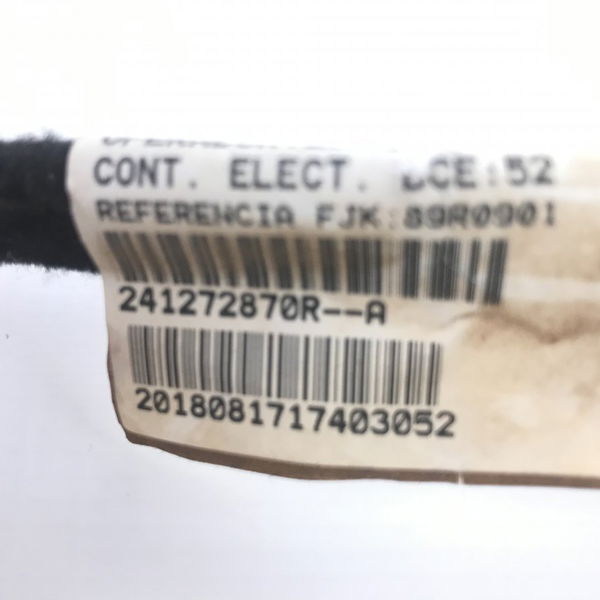 CONT. ELECT. DCE:52
REFERENCIA FJK:89R0901
241272870R--A
2018081717403052